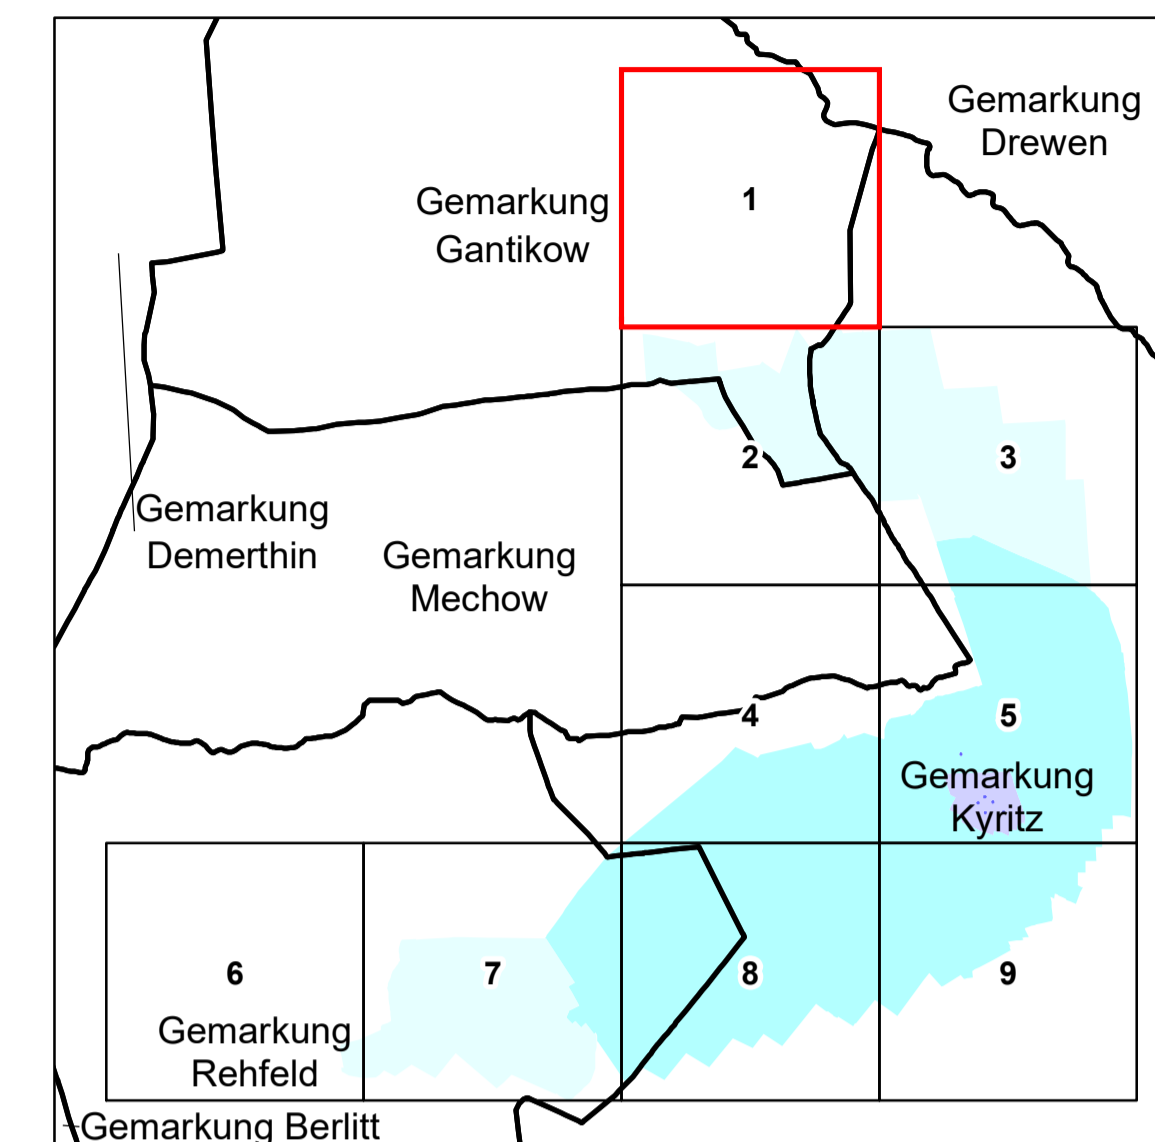 Gemarkung
Drewen
1
Gemarkung
Gantikow
2
3
Gemarkung
Demerthin
Gemarkung
Mechow
4
5
Gemarkung
Kyritz
6
7
8
9
Gemarkung
Rehfeld
Gemarkung Berlitt